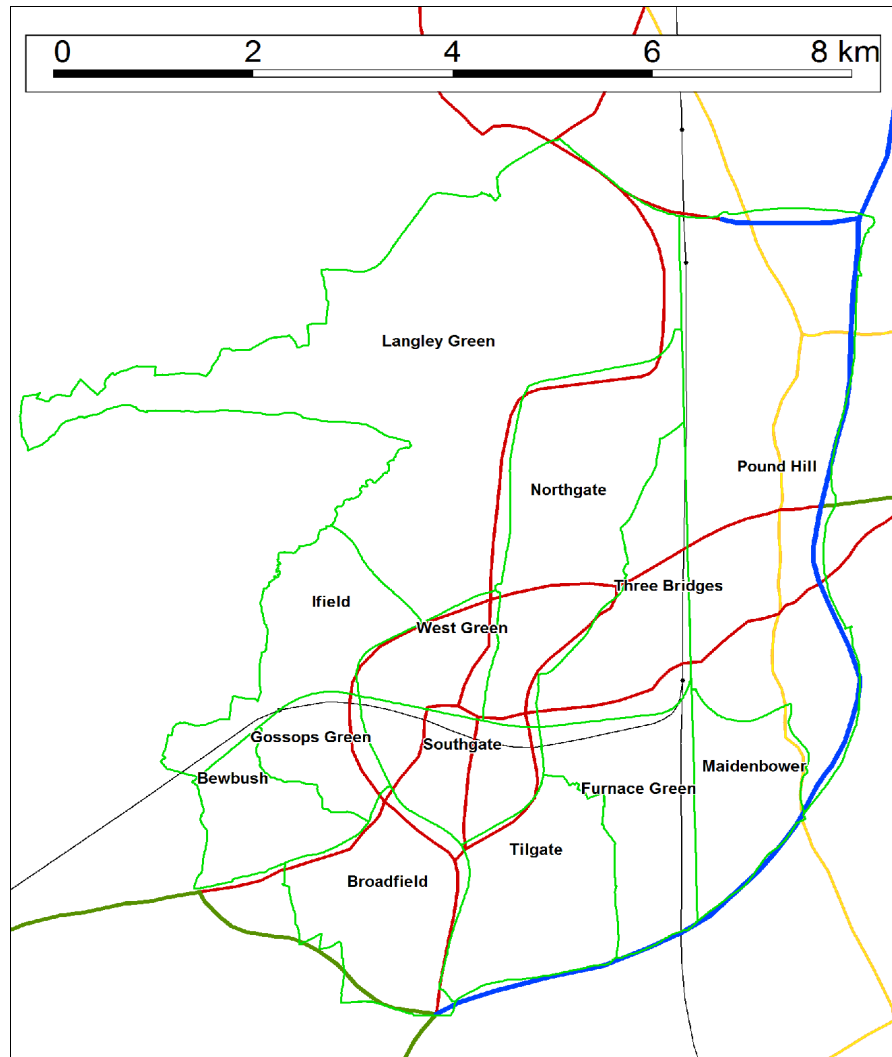 0 2 4 6 8 km
Langley Green
Pound Hill
Northgate
Three Bridges
Ifield
West Green
Gossops Green
Southgate
Maidenbower
Bewbush
Furnace Green
Tilgate
Broadfield